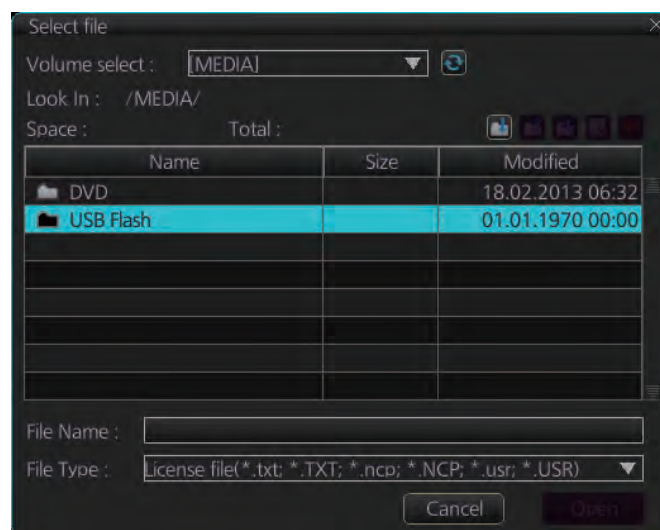 Select file
Volume select : [MEDIA]
Look In : /MEDIA/
Space : Total :
Name Size Modified
DVD 18.02.2013 06:32
USB Flash 01.01.1970 00:00
File Name :
File Type : License file(*.txt; *.TXT; *.ncp; *.NCP; *.usr; *.USR)
Cancel Open